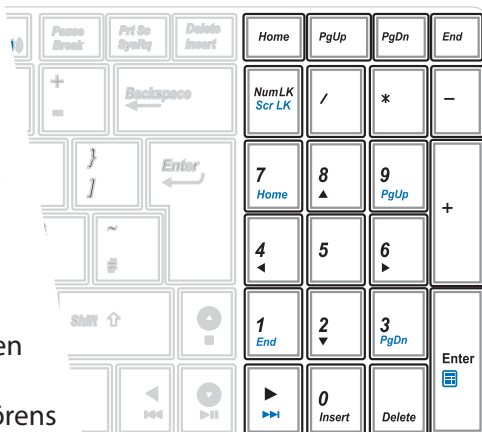 Pause Prt Sc Delete Home PgUp PgDn End
Break SysRq Insert
+ Backspace NumLK / * −
= Scr LK
} Enter 7 8 9 +
] Home ▲ PgUp
~ 4 5 6
# ◀ ▶
Shift 1 2 3 Enter
End ▼ PgDn
en
0 Delete
Insert
örens